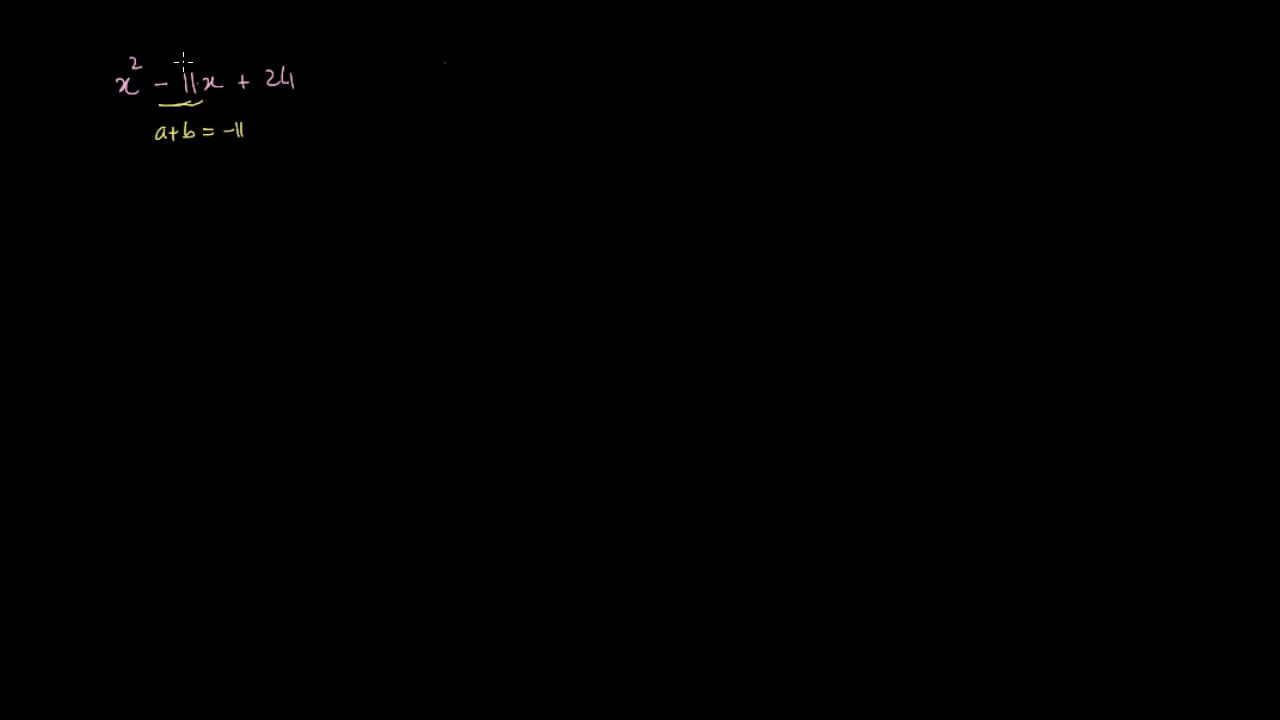 x² - 11x + 24
a+b = -11